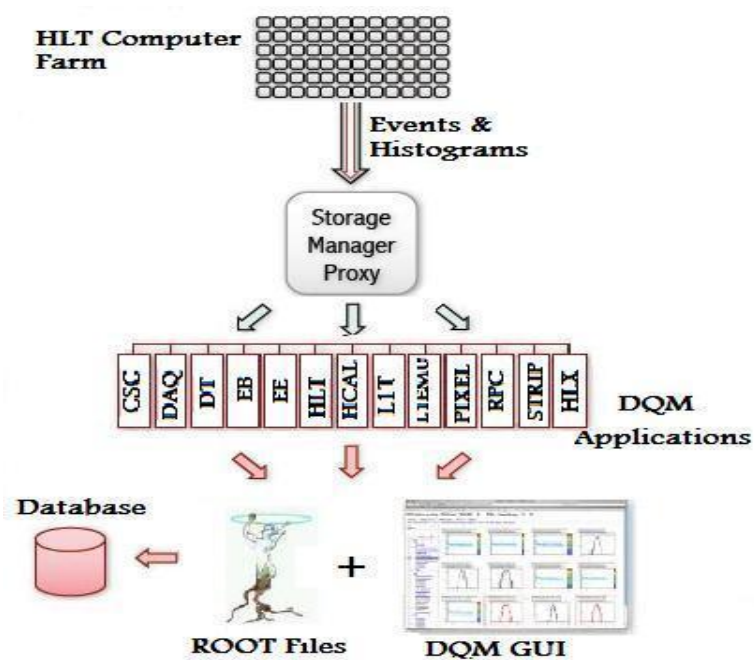 HLT Computer
Farm
Events &
Histograms
Storage
Manager
Proxy
CSC
DAQ
DT
EB
EE
HLT
HCAL
L1T
L1EMU
PIXEL
RPC
STRIP
HLX
DQM
Applications
Database
+
ROOT Files
DQM GUI